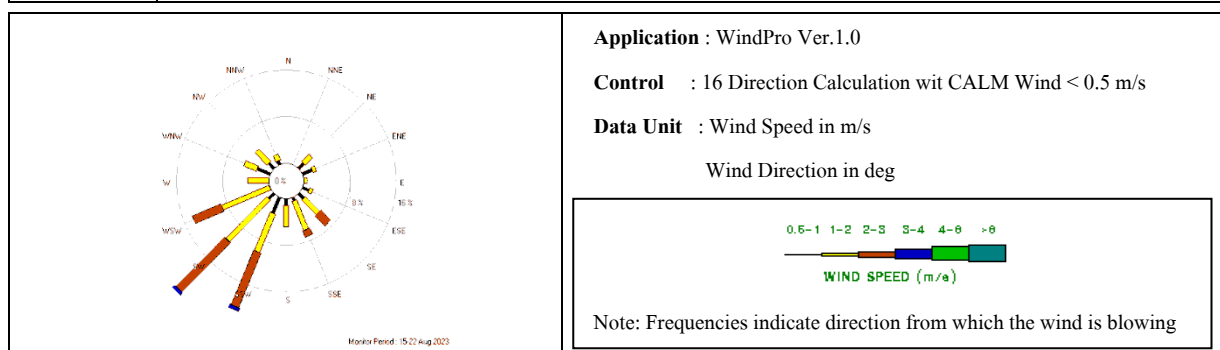 N
NNW
NNE
NW
NE
WNW
ENE
W
0%
E
8%
16%
WSW
ESE
SW
SE
SSW
S
SSE
Monitor Period : 15-22 Aug 2023
Application : WindPro Ver.1.0
Control : 16 Direction Calculation wit CALM Wind < 0.5 m/s
Data Unit : Wind Speed in m/s
Wind Direction in deg
0.5-1 1-2 2-3 3-4 4-6 >6
WIND SPEED (m/s)
Note: Frequencies indicate direction from which the wind is blowing